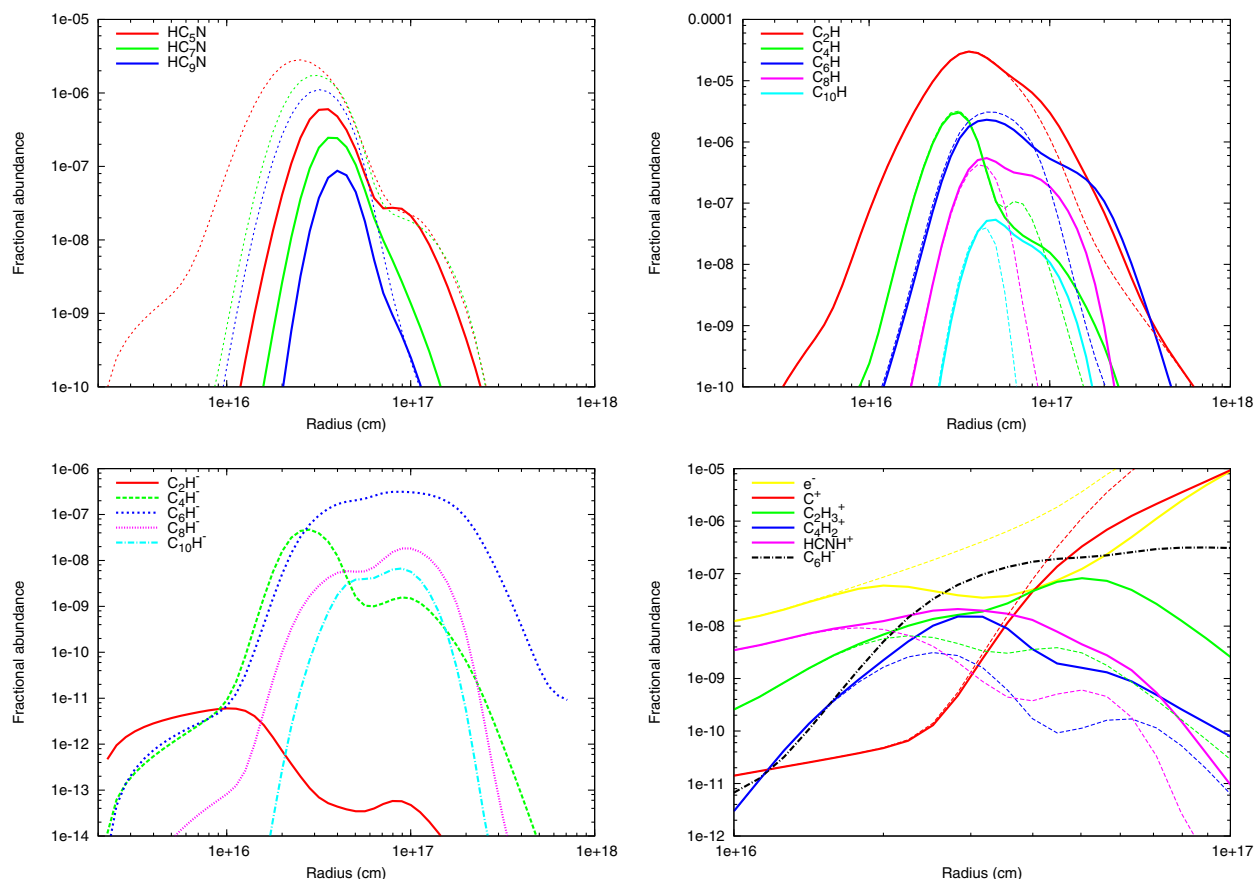 1e-05
1e-06
1e-07
1e-08
1e-09
1e-10
1e+16
1e+17
1e+18
Fractional abundance
Radius (cm)
HC5N
HC7N
HC9N
0.0001
1e-05
1e-06
1e-07
1e-08
1e-09
1e-10
1e+16
1e+17
1e+18
Fractional abundance
Radius (cm)
C2H
C4H
C6H
C8H
C10H
1e-06
1e-07
1e-08
1e-09
1e-10
1e-11
1e-12
1e-13
1e-14
1e+16
1e+17
1e+18
Fractional abundance
Radius (cm)
C2H-
C4H-
C6H-
C8H-
C10H-
1e-05
1e-06
1e-07
1e-08
1e-09
1e-10
1e-11
1e-12
1e+16
1e+17
Fractional abundance
Radius (cm)
e-
C+
C2H3+
C4H2+
HCNH+
C6H-